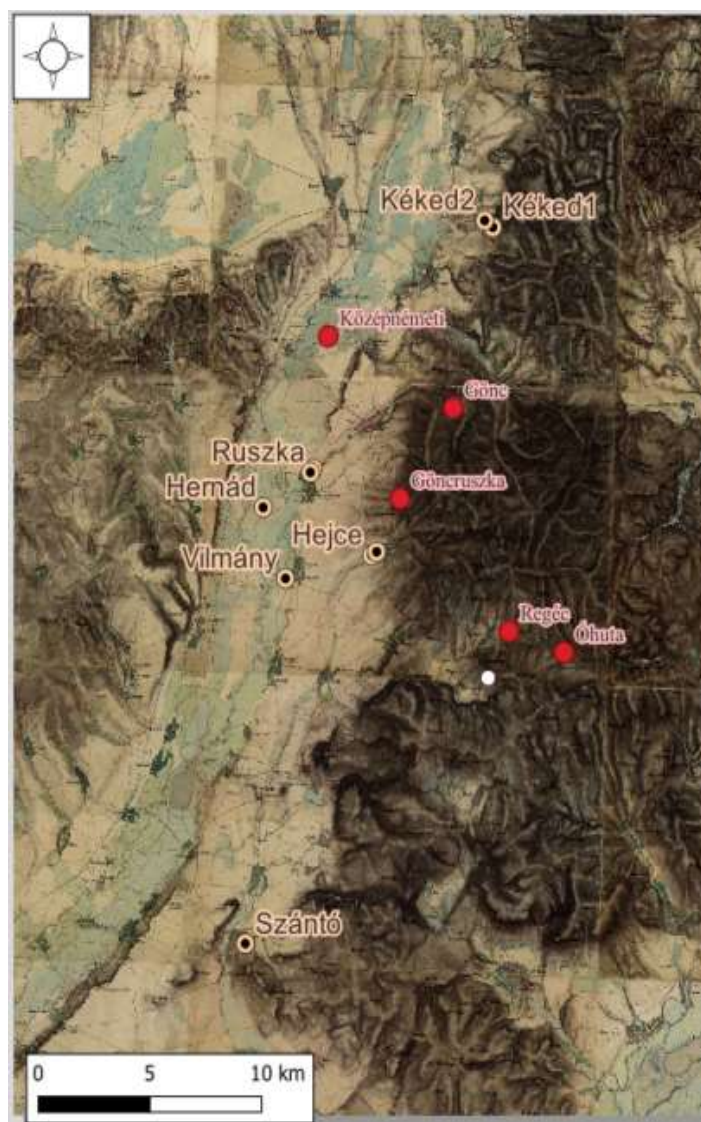 Kéked2
Kéked1
Középnémeti
Gönc
Ruszka
Göncruszka
Hernád
Hejce
Vilmány
Regéc
Óhuta
Szántó
0 5 10 km